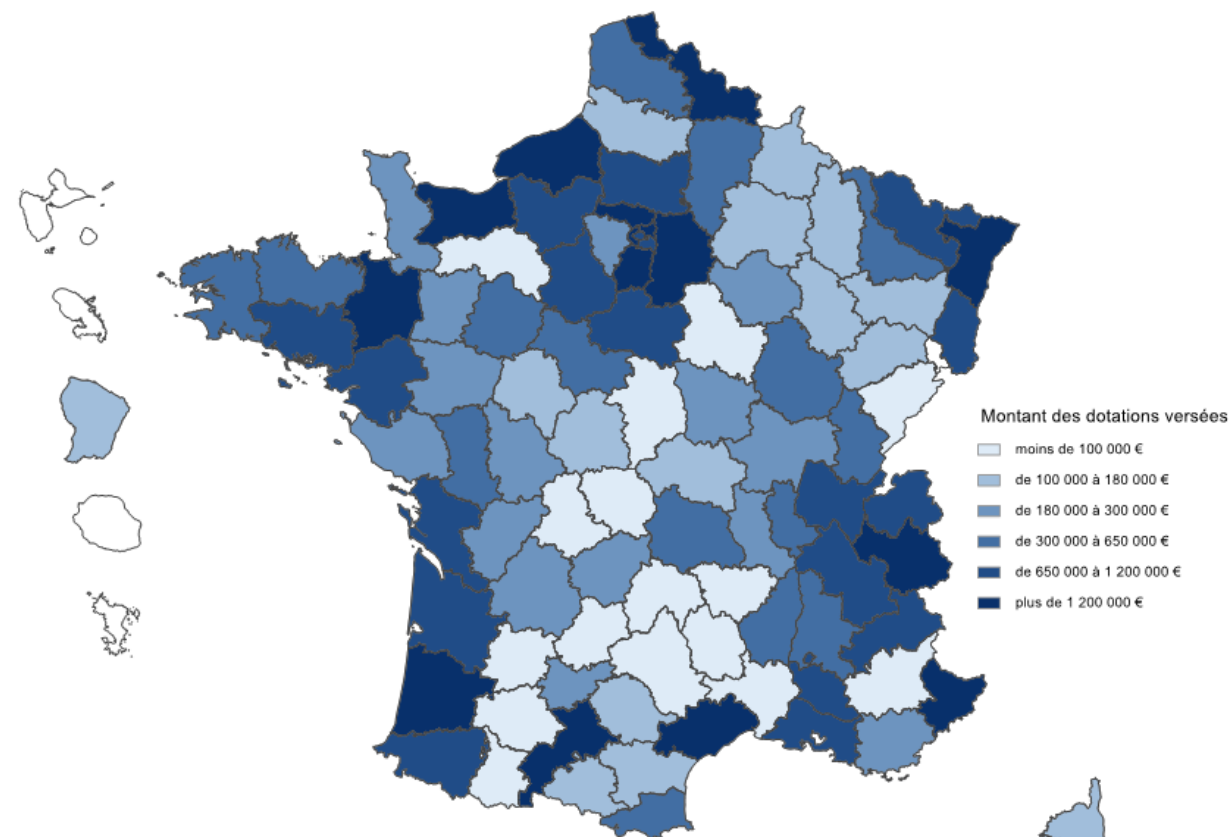 Montant des dotations versées
moins de 100 000 €
de 100 000 à 180 000 €
de 180 000 à 300 000 €
de 300 000 à 650 000 €
de 650 000 à 1 200 000 €
plus de 1 200 000 €